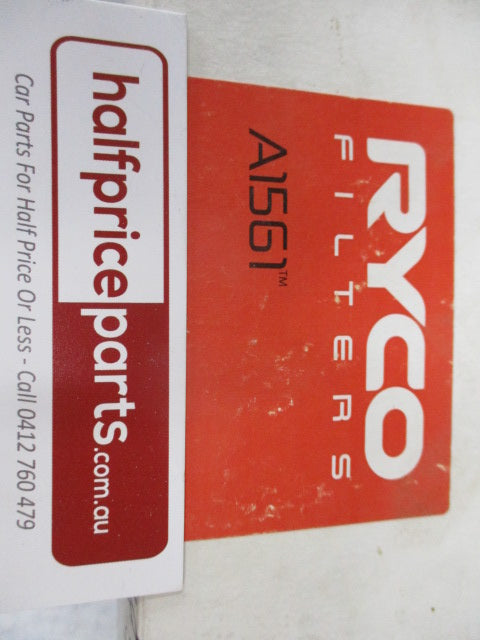 RYCO
FILTERS
A1561™
halfpriceparts.com.au
Car Parts For Half Price Or Less - Call 0412 760 479